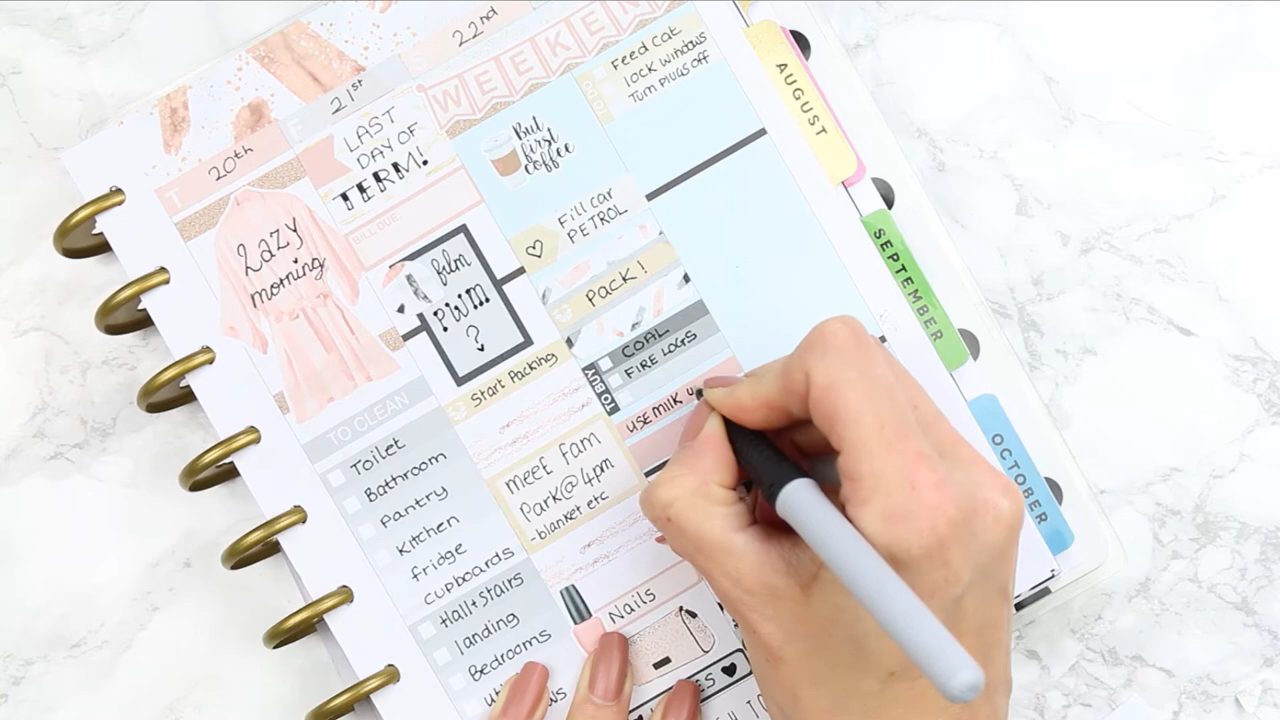 T
20th
Lazy
morning
TO CLEAN
Toilet
Bathroom
Pantry
Kitchen
fridge
cupboards
Hall+stairs
landing
Bedrooms
F
21st
LAST
DAY OF
TERM!
BILL DUE:
film
PWM
?
Start Packing
meet fam
Park@4pm
-blanket etc
Nails
22nd
WEEKEN
But
first
coffee
Fill car
PETROL
Pack!
TO BUY
COAL
FIRE LOGS
USE MILK U
TO DO
Feed cat
lock windows
Turn Plugs off
AUGUST
SEPTEMBER
OCTOBER